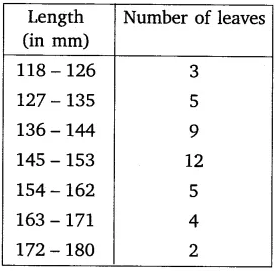 Length Number of leaves
(in mm)
118 – 126 3
127 – 135 5
136 – 144 9
145 – 153 12
154 – 162 5
163 – 171 4
172 – 180 2